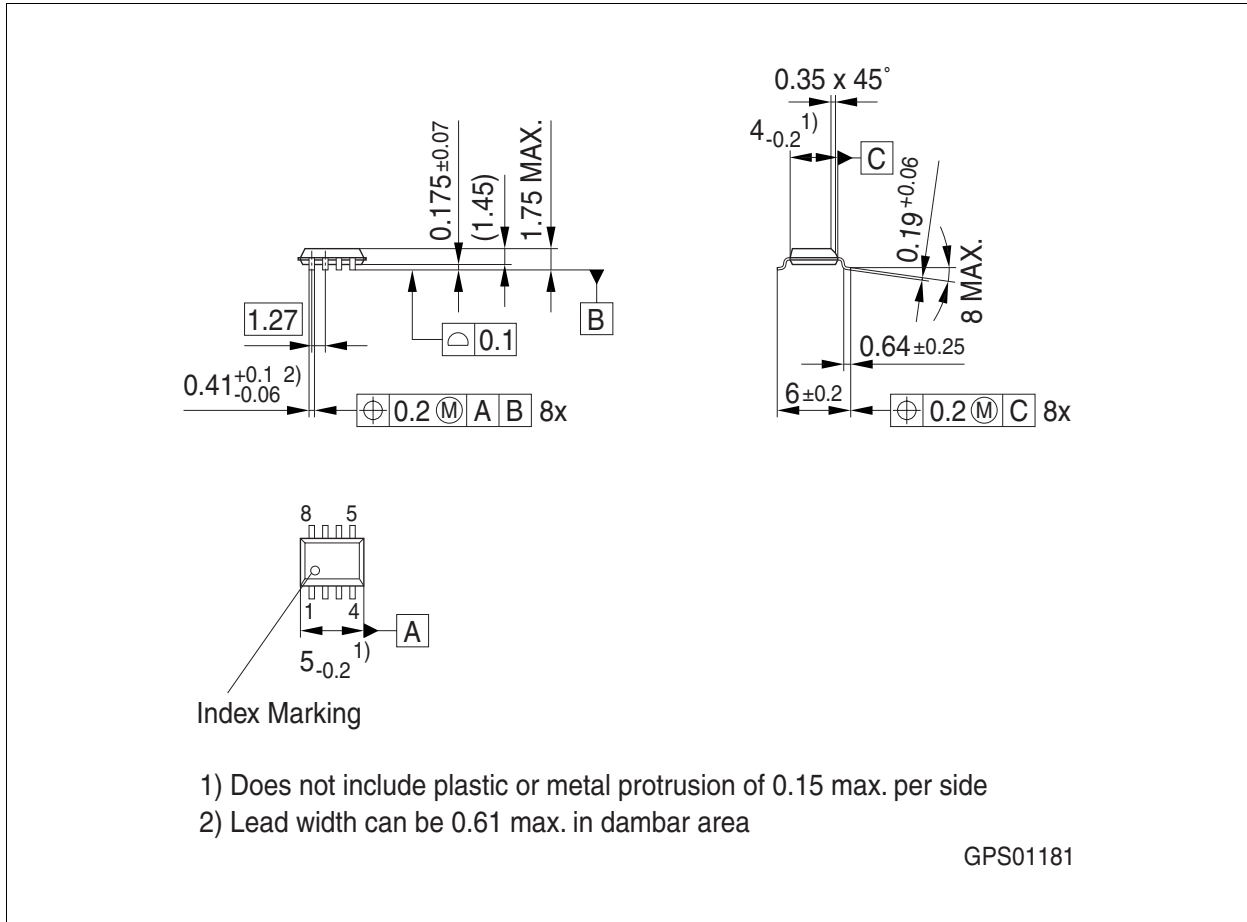 0.175±0.07
(1.45)
1.75 MAX.
1.27
0.1
B
0.41 +0.1 -0.06 2)
0.2 Ⓜ A B 8x
0.35 x 45°
4 -0.2 1)
C
0.19 +0.06
8 MAX.
0.64 ±0.25
6 ±0.2
0.2 Ⓜ C 8x
8 5
1 4
A
5 -0.2 1)
Index Marking
1) Does not include plastic or metal protrusion of 0.15 max. per side
2) Lead width can be 0.61 max. in dambar area
GPS01181